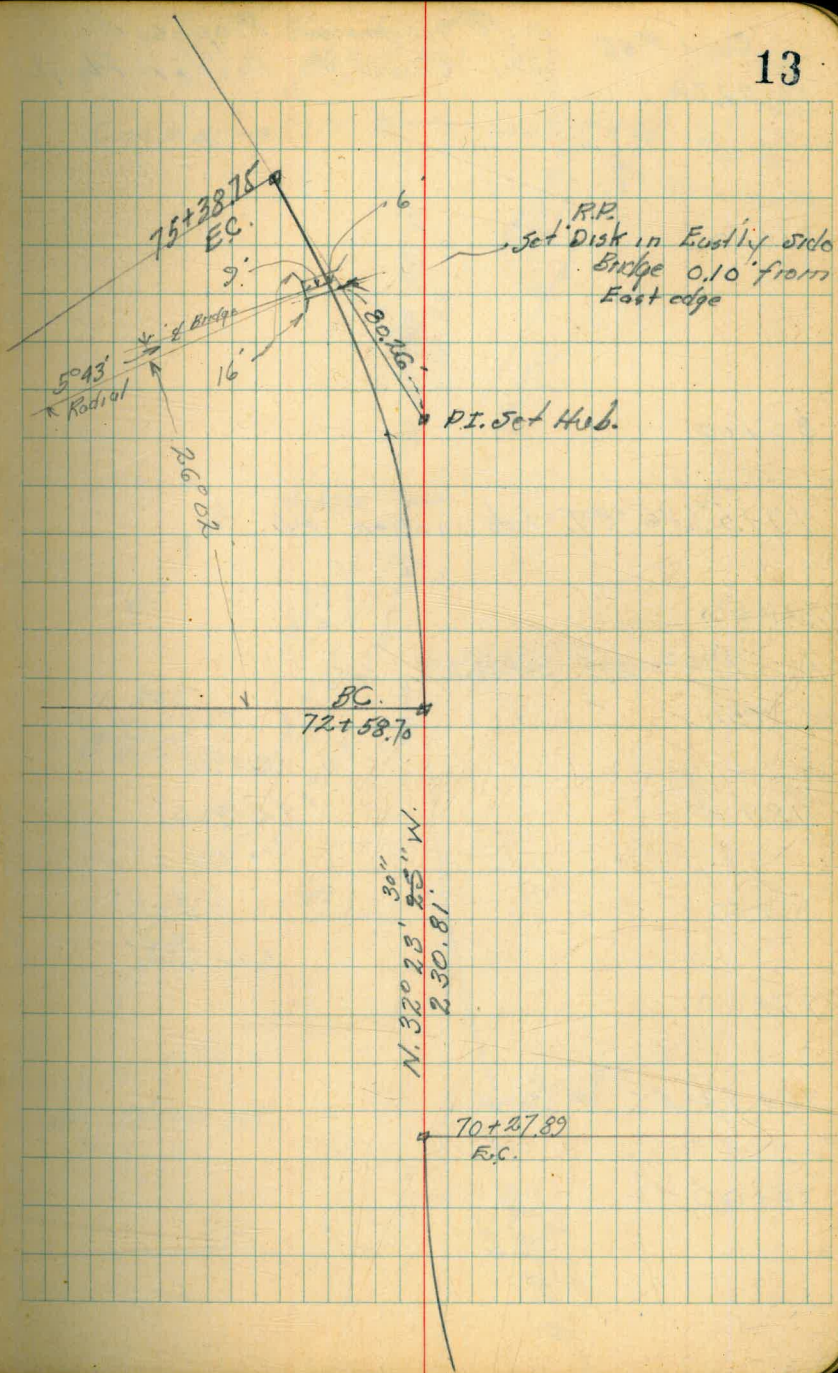 13
75+38.75
E.C.
6'
R.P.
Set Disk in Eastly side
Bridge 0.10' from
East edge
9'
℄ Bridge
80.26'
16'
5°43'
Radial
P.I. Set Hub.
26°02'
B.C.
72+58.70
N. 32° 23' 25" 30" W.
230.81'
70+27.89
E.C.